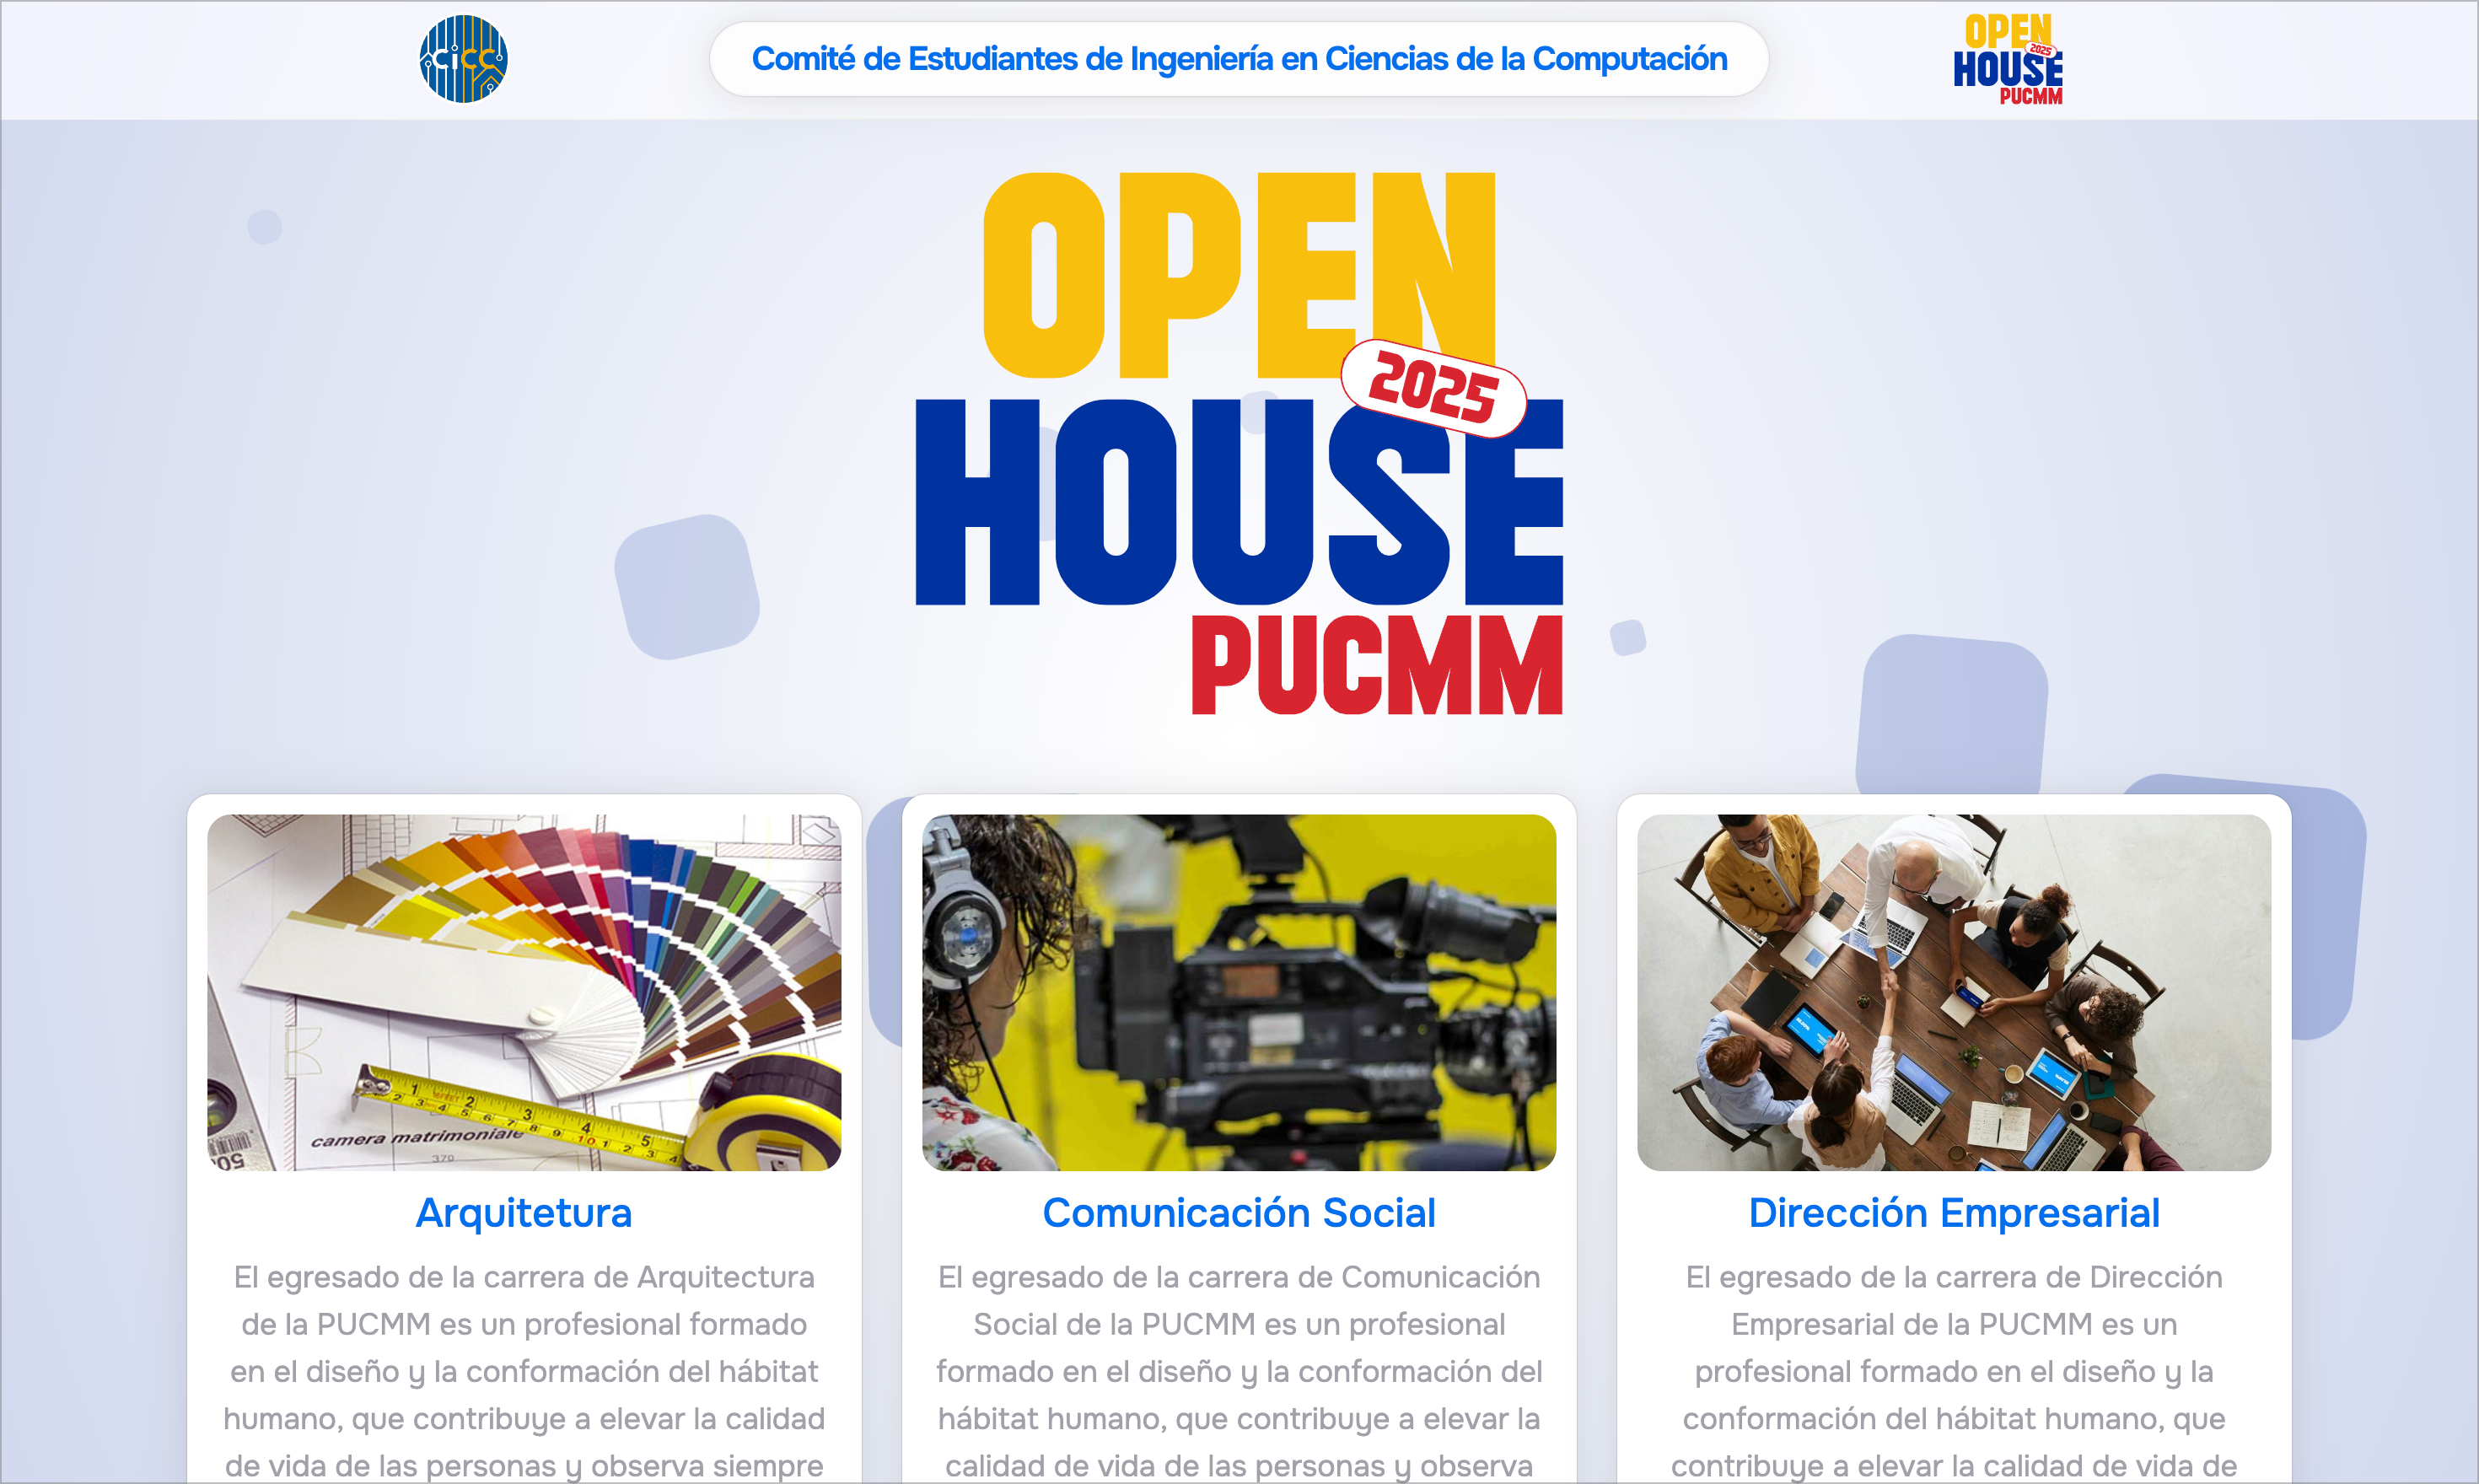 CiCC
Comité de Estudiantes de Ingeniería en Ciencias de la Computación
OPEN
2025
HOUSE
PUCMM
OPEN
2025
HOUSE
PUCMM
camera matrimoniale
370
Arquitetura
El egresado de la carrera de Arquitectura
de la PUCMM es un profesional formado
en el diseño y la conformación del hábitat
humano, que contribuye a elevar la calidad
de vida de las personas y observa siempre
Comunicación Social
El egresado de la carrera de Comunicación
Social de la PUCMM es un profesional
formado en el diseño y la conformación del
hábitat humano, que contribuye a elevar la
calidad de vida de las personas y observa
Dirección Empresarial
El egresado de la carrera de Dirección
Empresarial de la PUCMM es un
profesional formado en el diseño y la
conformación del hábitat humano, que
contribuye a elevar la calidad de vida de